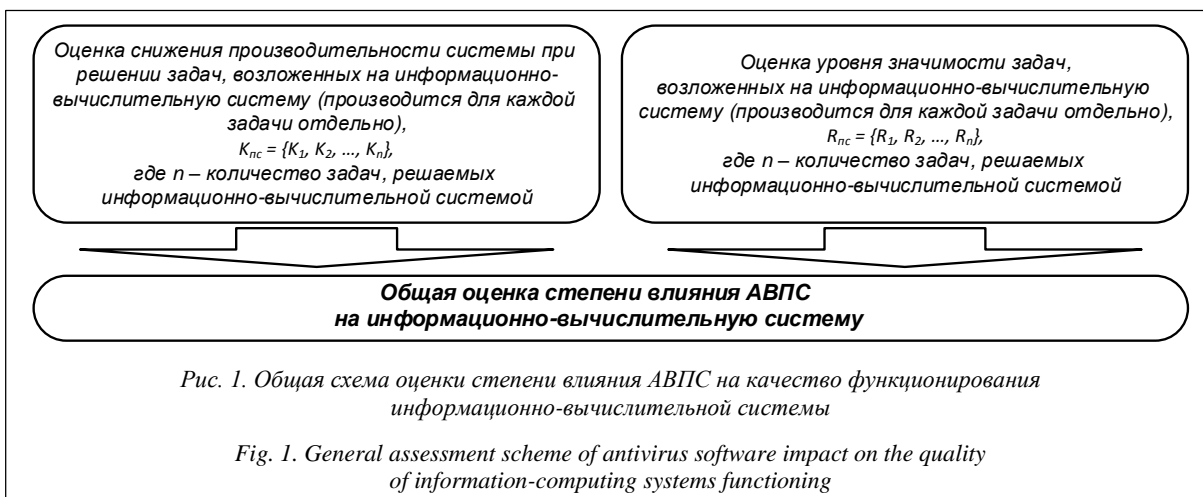 Оценка снижения производительности системы при
решении задач, возложенных на информационно-
вычислительную систему (производится для каждой
задачи отдельно),
Kпс = {K1, K2, ..., Kn},
где n – количество задач, решаемых
информационно-вычислительной системой
Оценка уровня значимости задач,
возложенных на информационно-вычислительную
систему (производится для каждой задачи отдельно),
Rпс = {R1, R2, ..., Rn},
где n – количество задач, решаемых
информационно-вычислительной системой
Общая оценка степени влияния АВПС
на информационно-вычислительную систему
Рис. 1. Общая схема оценки степени влияния АВПС на качество функционирования
информационно-вычислительной системы
Fig. 1. General assessment scheme of antivirus software impact on the quality
of information-computing systems functioning